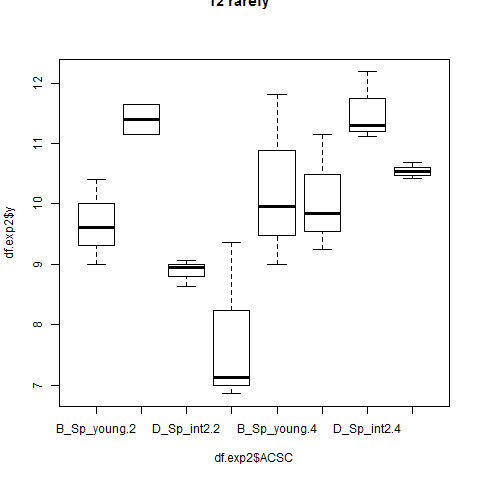 12 rarely
df.exp2$y
12
11
10
9
8
7
B_Sp_young.2 D_Sp_int2.2 B_Sp_young.4 D_Sp_int2.4
df.exp2$ACSC